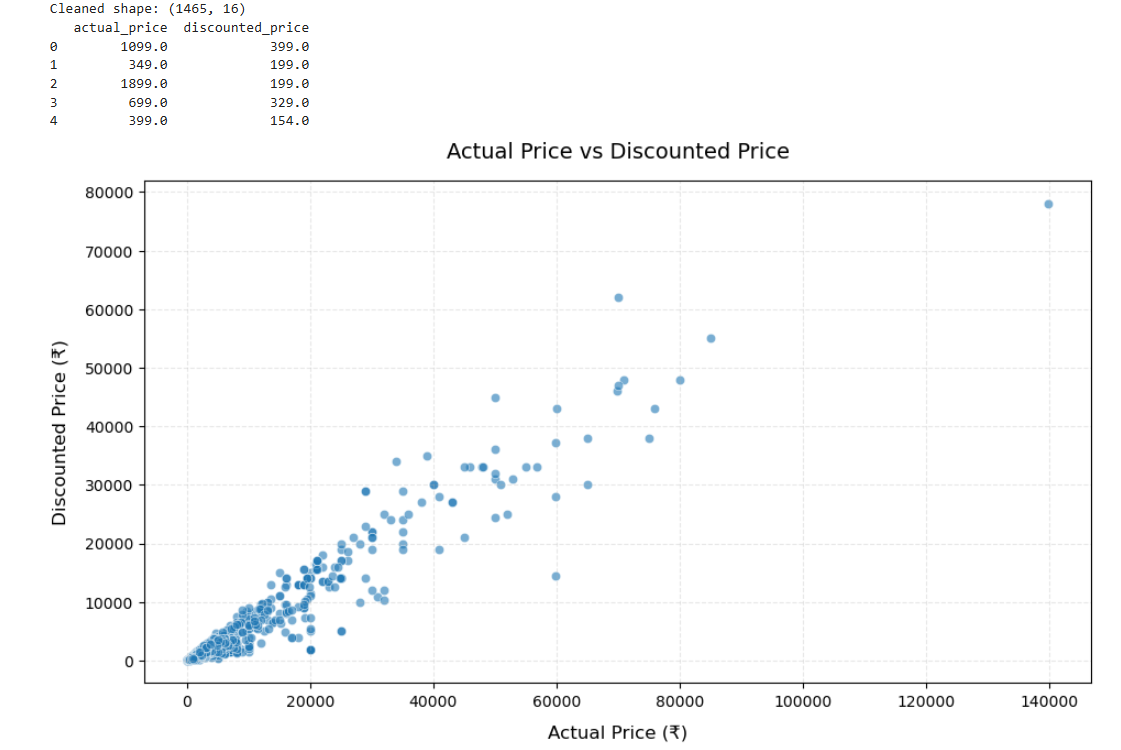 Cleaned shape: (1465, 16)
actual_price discounted_price
0 1099.0 399.0
1 349.0 199.0
2 1899.0 199.0
3 699.0 329.0
4 399.0 154.0
Actual Price vs Discounted Price
80000
70000
60000
50000
40000
30000
20000
10000
0
Discounted Price (₹)
0 20000 40000 60000 80000 100000 120000 140000
Actual Price (₹)